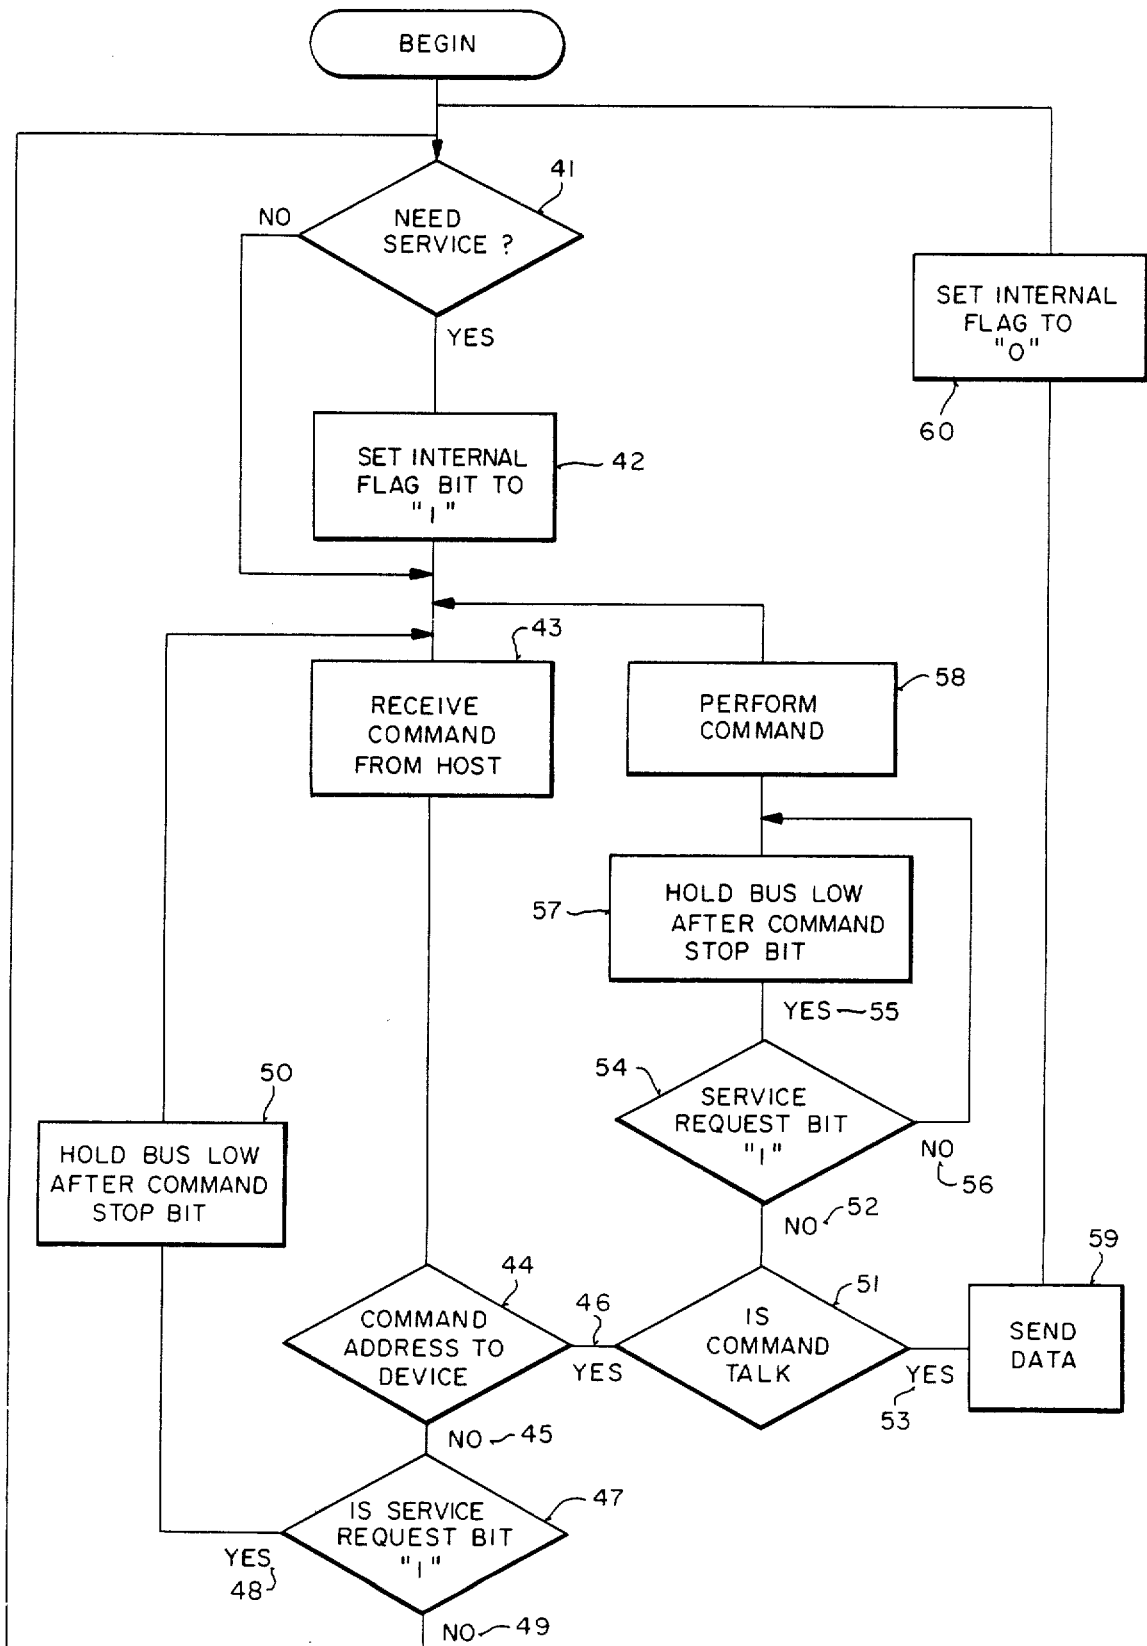 BEGIN
41
NEED
SERVICE ?
NO
YES
SET INTERNAL
FLAG TO
"0"
60
SET INTERNAL
FLAG BIT TO
"1"
42
43
RECEIVE
COMMAND
FROM HOST
PERFORM
COMMAND
58
HOLD BUS LOW
AFTER COMMAND
STOP BIT
57
YES 55
54
SERVICE
REQUEST BIT
"1"
NO
56
50
HOLD BUS LOW
AFTER COMMAND
STOP BIT
NO 52
44
COMMAND
ADDRESS TO
DEVICE
46
YES
51
IS
COMMAND
TALK
YES
53
59
SEND
DATA
NO 45
47
IS SERVICE
REQUEST BIT
"1"
YES
48
NO 49